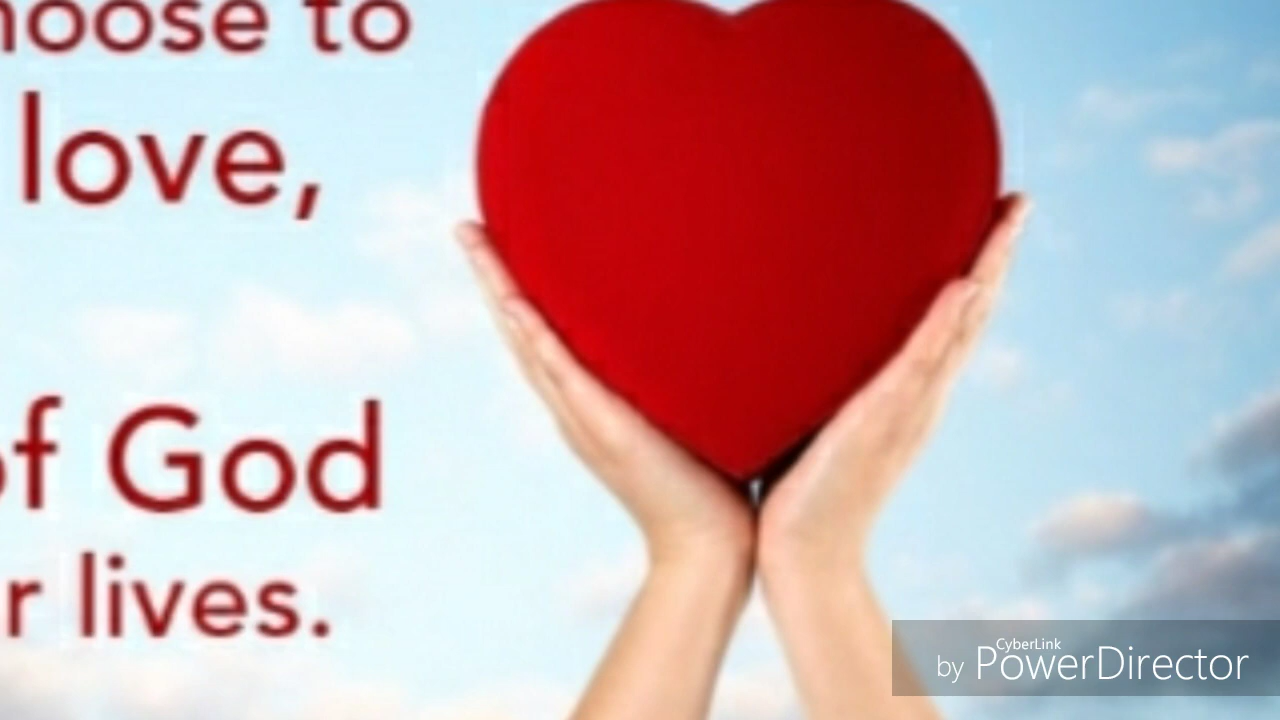 hoose to
love,
of God
r lives.
CyberLink
by PowerDirector